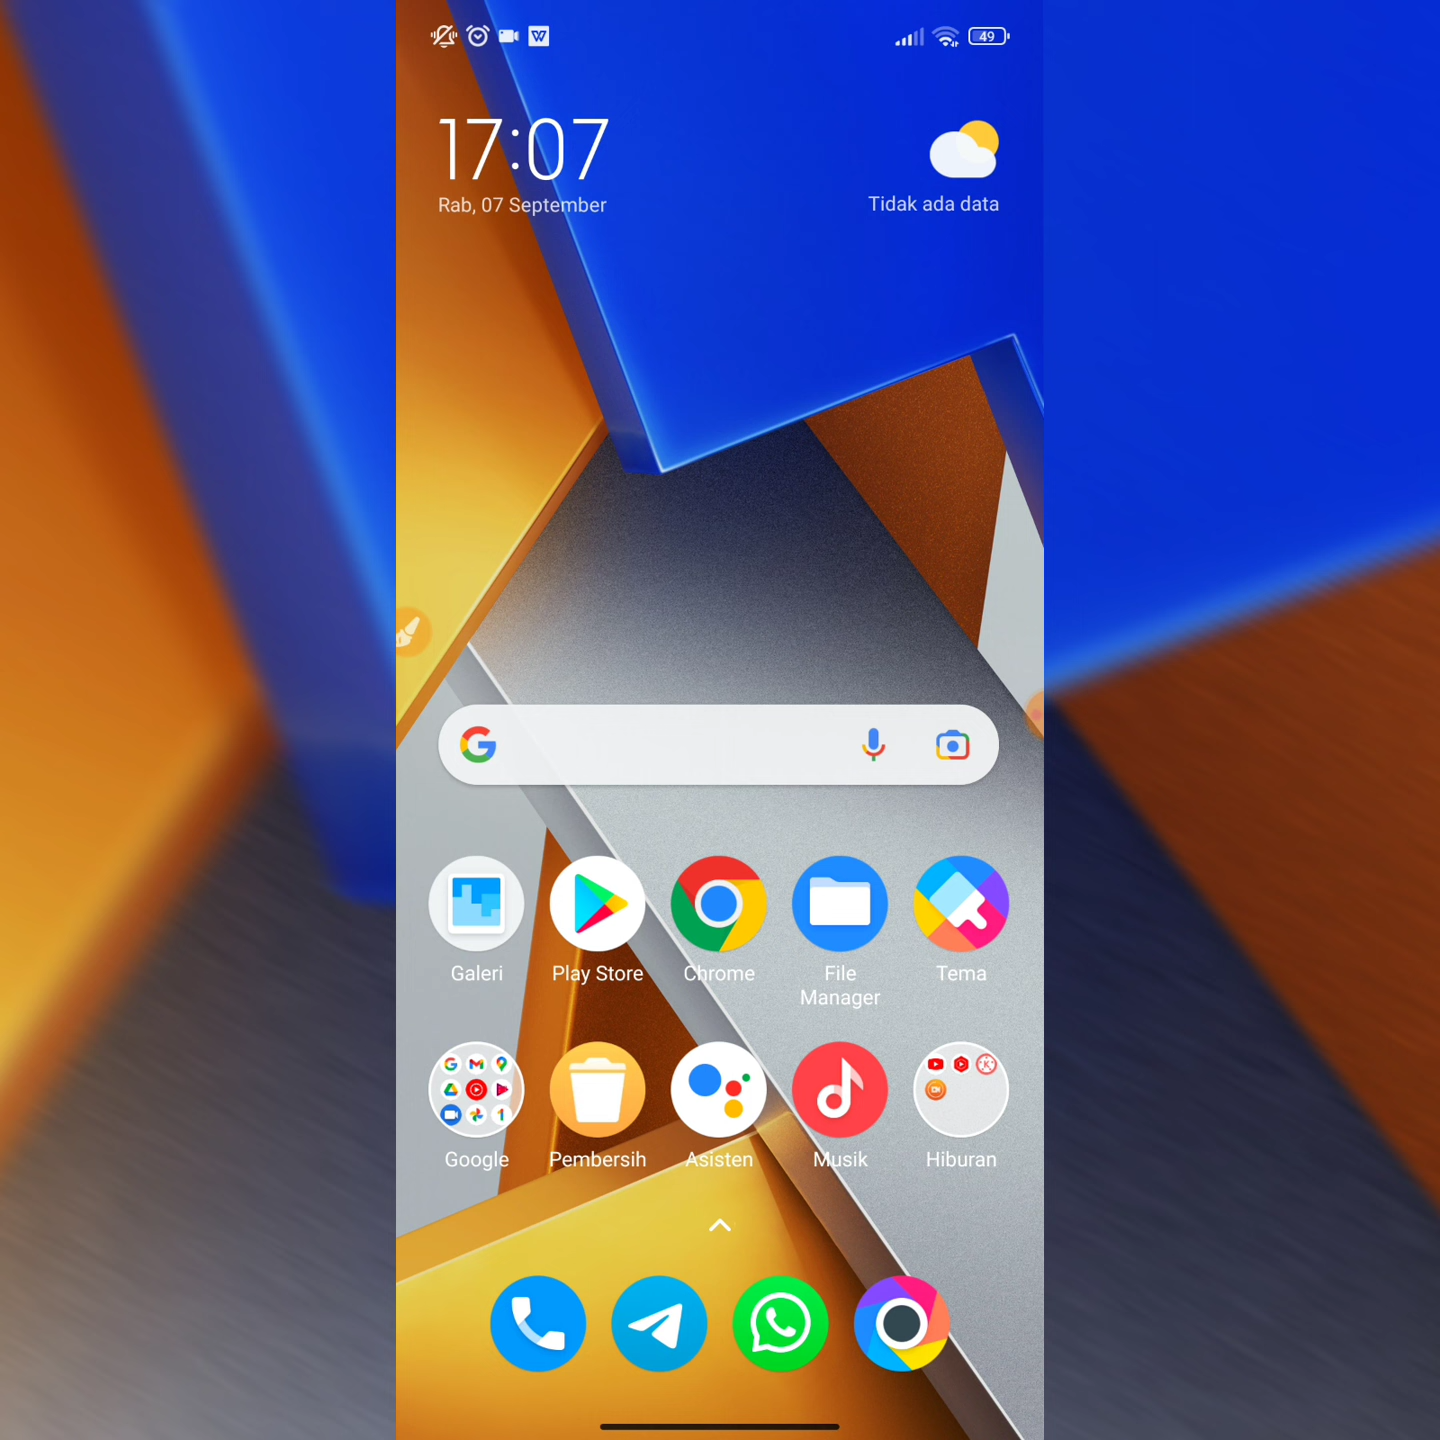 49
17:07
Rab, 07 September
Tidak ada data
Galeri
Play Store
Chrome
File
Manager
Tema
Google
Pembersih
Asisten
Musik
Hiburan